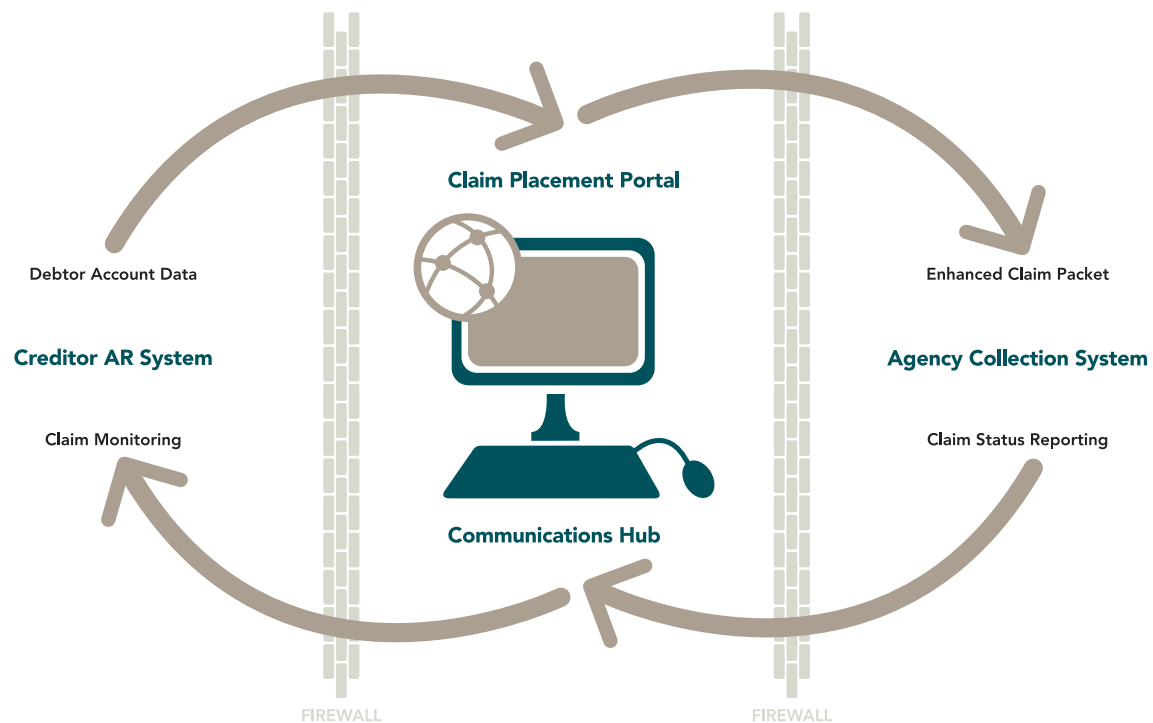 Claim Placement Portal
Debtor Account Data
Enhanced Claim Packet
Creditor AR System
Agency Collection System
Claim Monitoring
Claim Status Reporting
Communications Hub
FIREWALL
FIREWALL